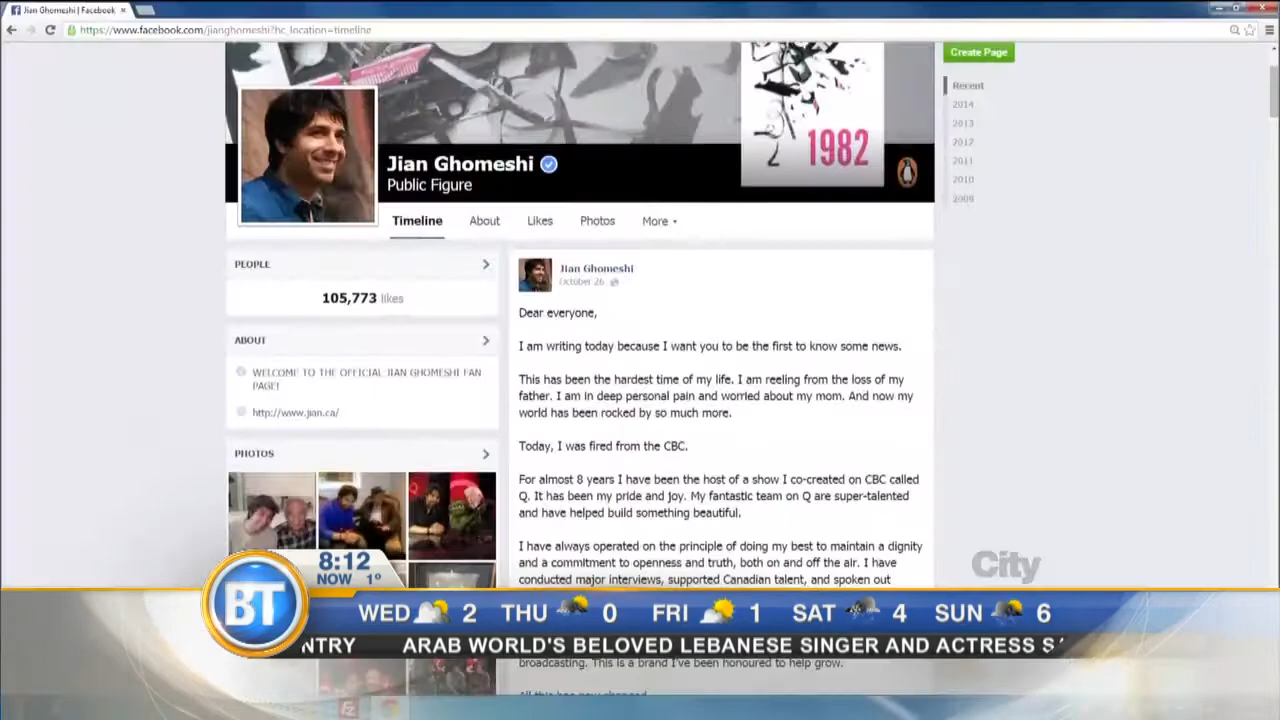 Jian Ghomeshi | Facebook
https://www.facebook.com/jianghomeshi?hc_location=timeline
Create Page
Recent
2014
2013
2012
2011
2010
2009
1982
Jian Ghomeshi
Public Figure
Timeline About Likes Photos More
PEOPLE
105,773 likes
ABOUT
WELCOME TO THE OFFICIAL JIAN GHOMESHI FAN
PAGE!
http://www.jian.ca/
PHOTOS
Jian Ghomeshi
October 26
Dear everyone,
I am writing today because I want you to be the first to know some news.
This has been the hardest time of my life. I am reeling from the loss of my
father. I am in deep personal pain and worried about my mom. And now my
world has been rocked by so much more.
Today, I was fired from the CBC.
For almost 8 years I have been the host of a show I co-created on CBC called
Q. It has been my pride and joy. My fantastic team on Q are super-talented
and have helped build something beautiful.
I have always operated on the principle of doing my best to maintain a dignity
and a commitment to openness and truth, both on and off the air. I have
conducted major interviews, supported Canadian talent, and spoken out
City
8:12
NOW 1°
BT
WED 2 THU 0 FRI 1 SAT 4 SUN 6
NTRY ARAB WORLD'S BELOVED LEBANESE SINGER AND ACTRESS S
broadcasting. This is a brand I've been honoured to help grow.
All this has now changed.